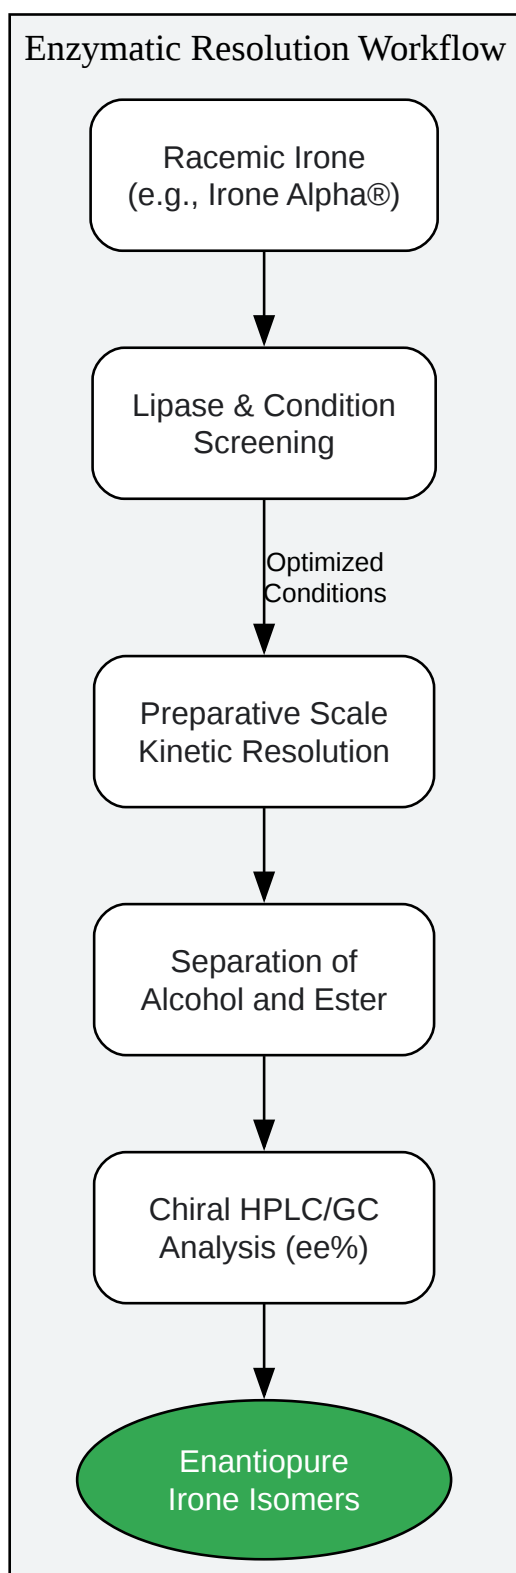 Enzymatic Resolution Workflow
Racemic Irone
(e.g., Irone Alpha®)
Lipase & Condition
Screening
Optimized
Conditions
Preparative Scale
Kinetic Resolution
Separation of
Alcohol and Ester
Chiral HPLC/GC
Analysis (ee%)
Enantiopure
Irone Isomers